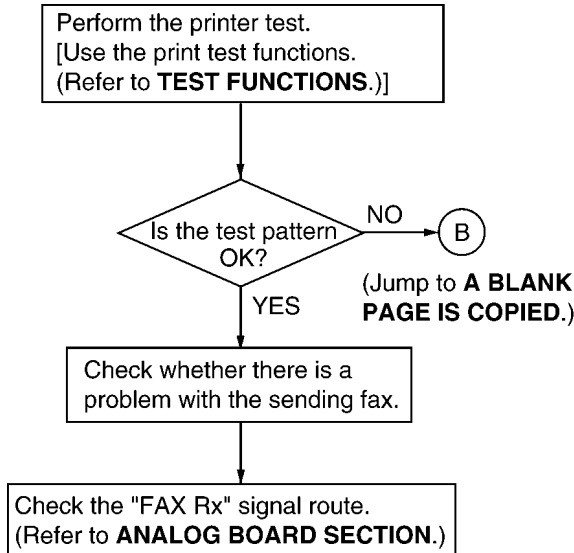 Perform the printer test.
[Use the print test functions.
(Refer to TEST FUNCTIONS.)]
Is the test pattern
OK?
NO
B
(Jump to A BLANK
PAGE IS COPIED.)
YES
Check whether there is a
problem with the sending fax.
Check the "FAX Rx" signal route.
(Refer to ANALOG BOARD SECTION.)